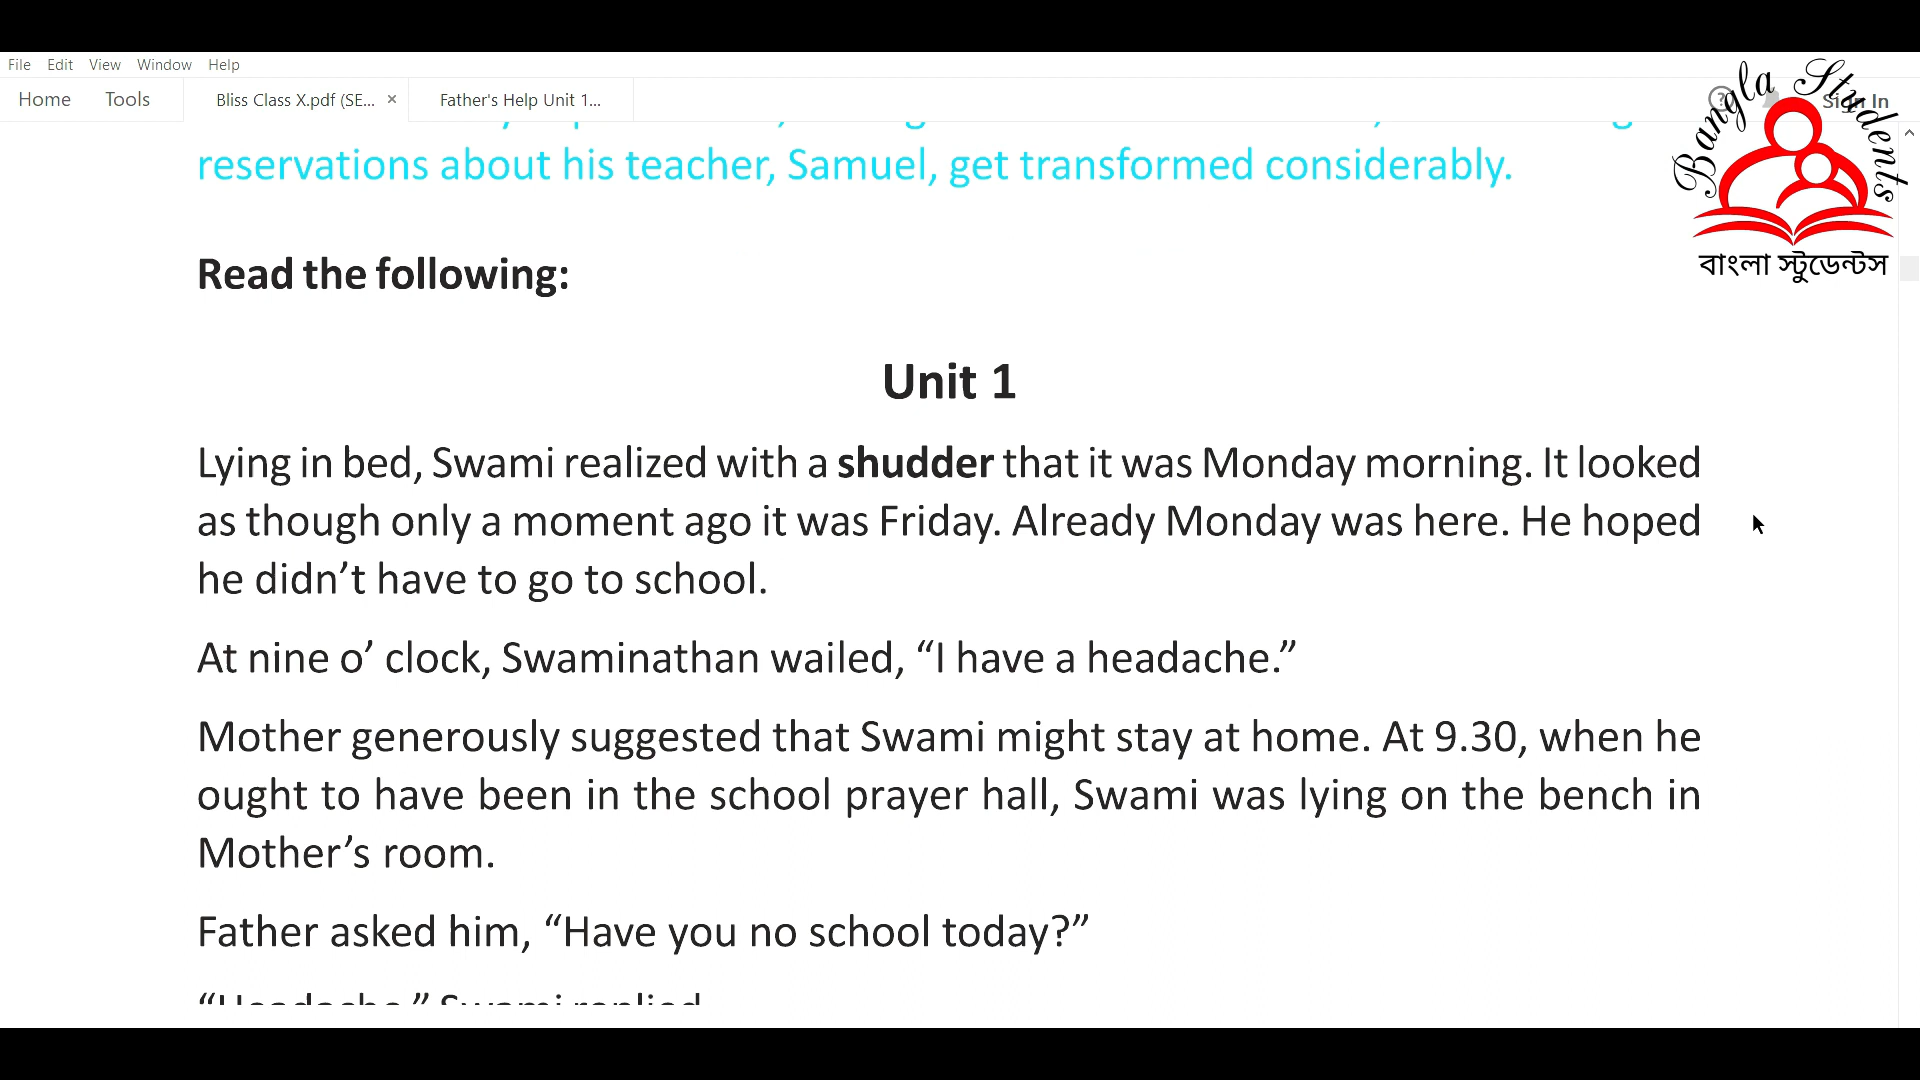 File Edit View Window Help
Home Tools Bliss Class X.pdf (SE... × Father's Help Unit 1... Sign In
Bangla Students
বাংলা স্টুডেন্টস
reservations about his teacher, Samuel, get transformed considerably.
Read the following:
Unit 1
Lying in bed, Swami realized with a shudder that it was Monday morning. It looked
as though only a moment ago it was Friday. Already Monday was here. He hoped
he didn’t have to go to school.
At nine o’ clock, Swaminathan wailed, “I have a headache.”
Mother generously suggested that Swami might stay at home. At 9.30, when he
ought to have been in the school prayer hall, Swami was lying on the bench in
Mother’s room.
Father asked him, “Have you no school today?”
“Headache,” Swami replied